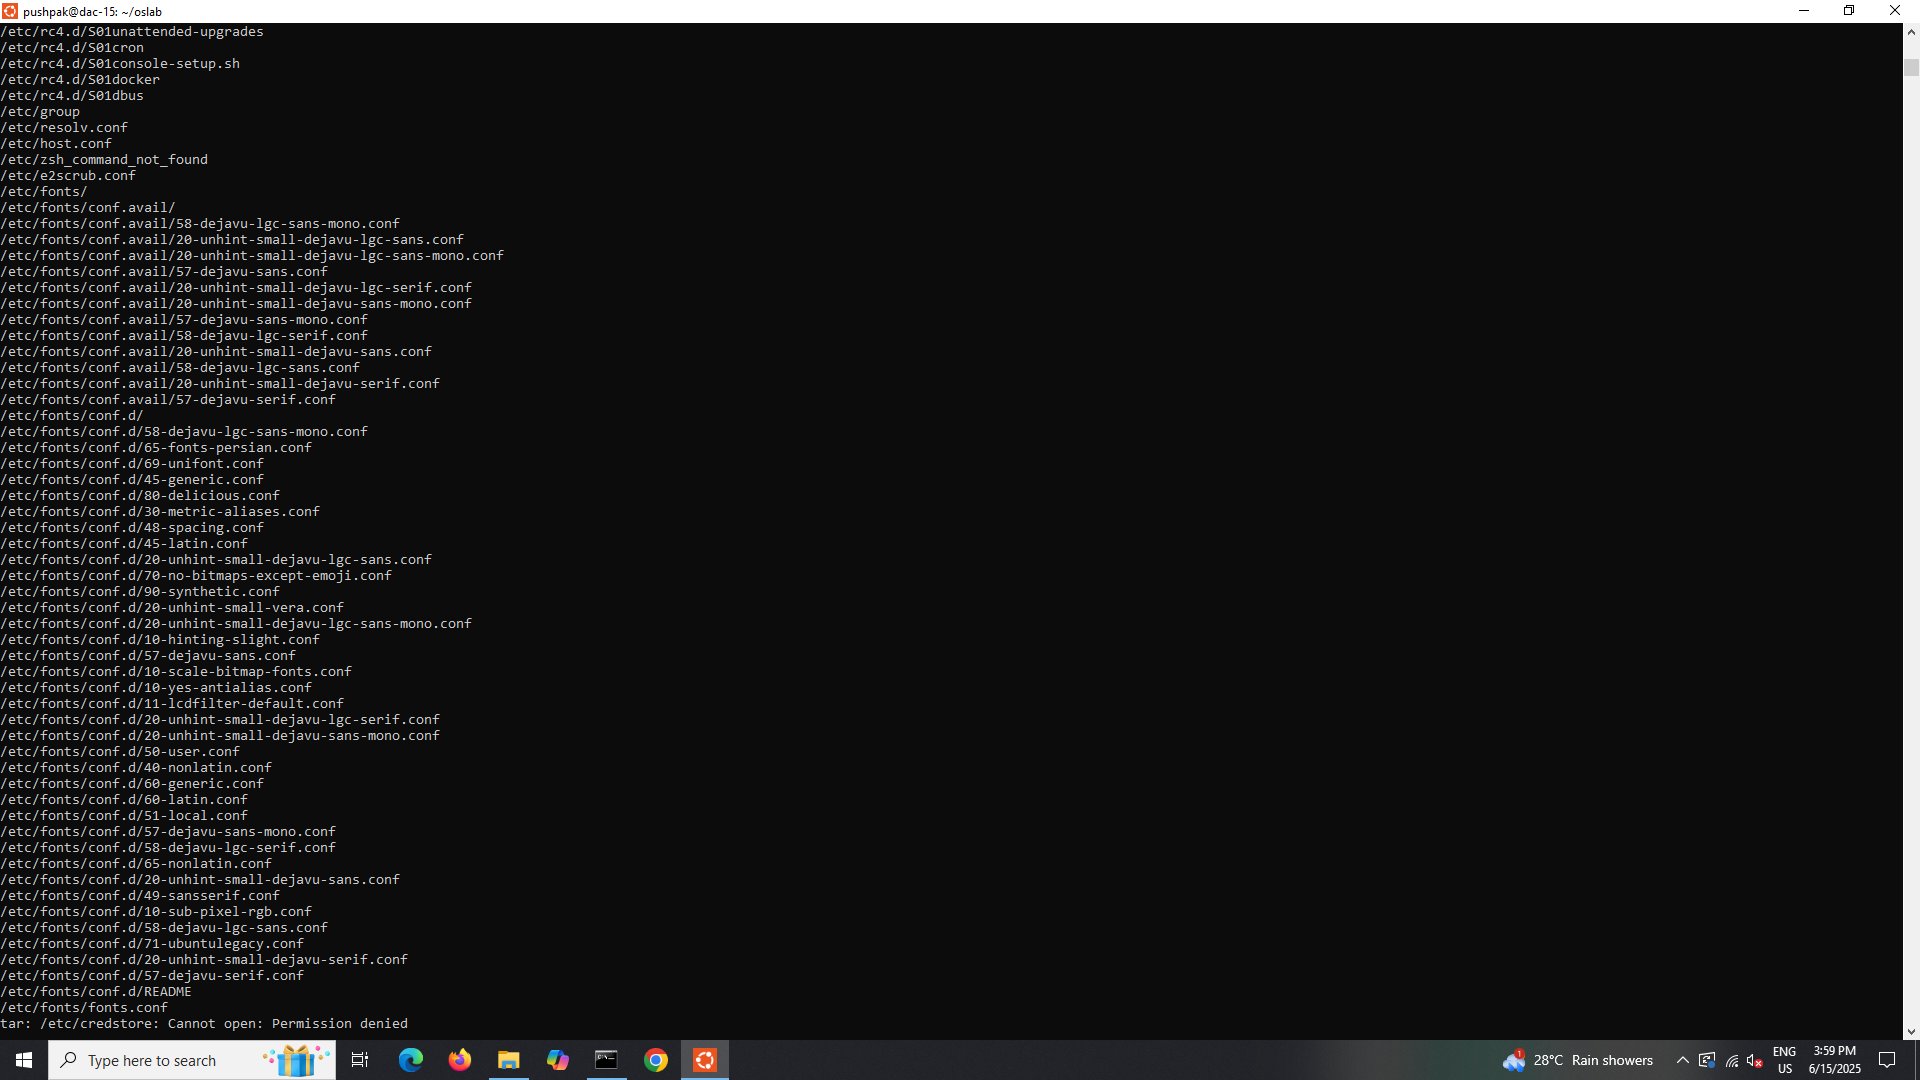 pushpak@dac-15: ~/oslab
/etc/rc4.d/S01unattended-upgrades
/etc/rc4.d/S01cron
/etc/rc4.d/S01console-setup.sh
/etc/rc4.d/S01docker
/etc/rc4.d/S01dbus
/etc/group
/etc/resolv.conf
/etc/host.conf
/etc/zsh_command_not_found
/etc/e2scrub.conf
/etc/fonts/
/etc/fonts/conf.avail/
/etc/fonts/conf.avail/58-dejavu-lgc-sans-mono.conf
/etc/fonts/conf.avail/20-unhint-small-dejavu-lgc-sans.conf
/etc/fonts/conf.avail/20-unhint-small-dejavu-lgc-sans-mono.conf
/etc/fonts/conf.avail/57-dejavu-sans.conf
/etc/fonts/conf.avail/20-unhint-small-dejavu-lgc-serif.conf
/etc/fonts/conf.avail/20-unhint-small-dejavu-sans-mono.conf
/etc/fonts/conf.avail/57-dejavu-sans-mono.conf
/etc/fonts/conf.avail/58-dejavu-lgc-serif.conf
/etc/fonts/conf.avail/20-unhint-small-dejavu-sans.conf
/etc/fonts/conf.avail/58-dejavu-lgc-sans.conf
/etc/fonts/conf.avail/20-unhint-small-dejavu-serif.conf
/etc/fonts/conf.avail/57-dejavu-serif.conf
/etc/fonts/conf.d/
/etc/fonts/conf.d/58-dejavu-lgc-sans-mono.conf
/etc/fonts/conf.d/65-fonts-persian.conf
/etc/fonts/conf.d/69-unifont.conf
/etc/fonts/conf.d/45-generic.conf
/etc/fonts/conf.d/80-delicious.conf
/etc/fonts/conf.d/30-metric-aliases.conf
/etc/fonts/conf.d/48-spacing.conf
/etc/fonts/conf.d/45-latin.conf
/etc/fonts/conf.d/20-unhint-small-dejavu-lgc-sans.conf
/etc/fonts/conf.d/70-no-bitmaps-except-emoji.conf
/etc/fonts/conf.d/90-synthetic.conf
/etc/fonts/conf.d/20-unhint-small-vera.conf
/etc/fonts/conf.d/20-unhint-small-dejavu-lgc-sans-mono.conf
/etc/fonts/conf.d/10-hinting-slight.conf
/etc/fonts/conf.d/57-dejavu-sans.conf
/etc/fonts/conf.d/10-scale-bitmap-fonts.conf
/etc/fonts/conf.d/10-yes-antialias.conf
/etc/fonts/conf.d/11-lcdfilter-default.conf
/etc/fonts/conf.d/20-unhint-small-dejavu-lgc-serif.conf
/etc/fonts/conf.d/20-unhint-small-dejavu-sans-mono.conf
/etc/fonts/conf.d/50-user.conf
/etc/fonts/conf.d/40-nonlatin.conf
/etc/fonts/conf.d/60-generic.conf
/etc/fonts/conf.d/60-latin.conf
/etc/fonts/conf.d/51-local.conf
/etc/fonts/conf.d/57-dejavu-sans-mono.conf
/etc/fonts/conf.d/58-dejavu-lgc-serif.conf
/etc/fonts/conf.d/65-nonlatin.conf
/etc/fonts/conf.d/20-unhint-small-dejavu-sans.conf
/etc/fonts/conf.d/49-sansserif.conf
/etc/fonts/conf.d/10-sub-pixel-rgb.conf
/etc/fonts/conf.d/58-dejavu-lgc-sans.conf
/etc/fonts/conf.d/71-ubuntulegacy.conf
/etc/fonts/conf.d/20-unhint-small-dejavu-serif.conf
/etc/fonts/conf.d/57-dejavu-serif.conf
/etc/fonts/conf.d/README
/etc/fonts/fonts.conf
tar: /etc/credstore: Cannot open: Permission denied
Type here to search
1
28°C Rain showers
ENG
US
3:59 PM
6/15/2025